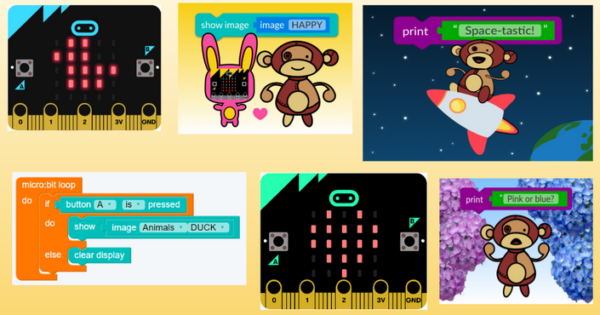 B
A
0 1 2 3V GND
show image image HAPPY
print " Space-tastic! "
micro:bit loop
do if button A is pressed
do show image Animals DUCK
else clear display
B
A
0 1 2 3V GND
print " Pink or blue? "